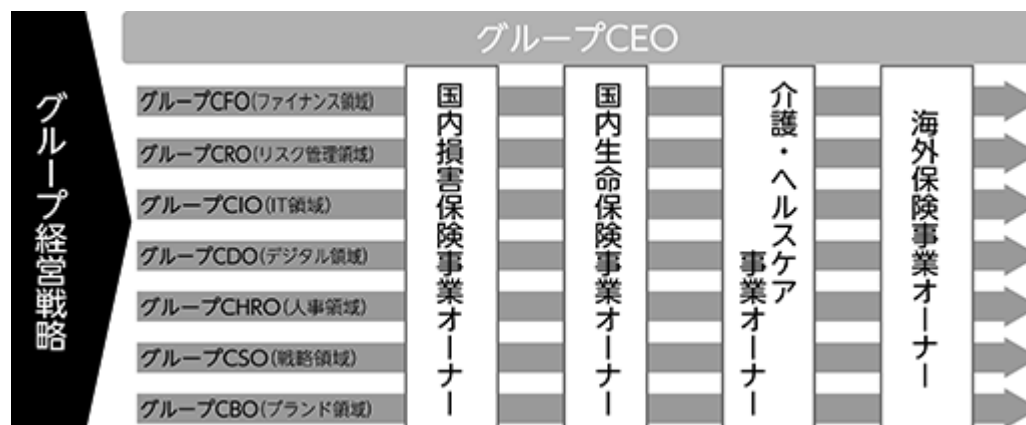 グループ経営戦略
グループCEO
グループCFO(ファイナンス領域)
グループCRO(リスク管理領域)
グループCIO(IT領域)
グループCDO(デジタル領域)
グループCHRO(人事領域)
グループCSO(戦略領域)
グループCBO(ブランド領域)
国内損害保険事業オーナー
国内生命保険事業オーナー
介護・ヘルスケア
事業オーナー
海外保険事業オーナー